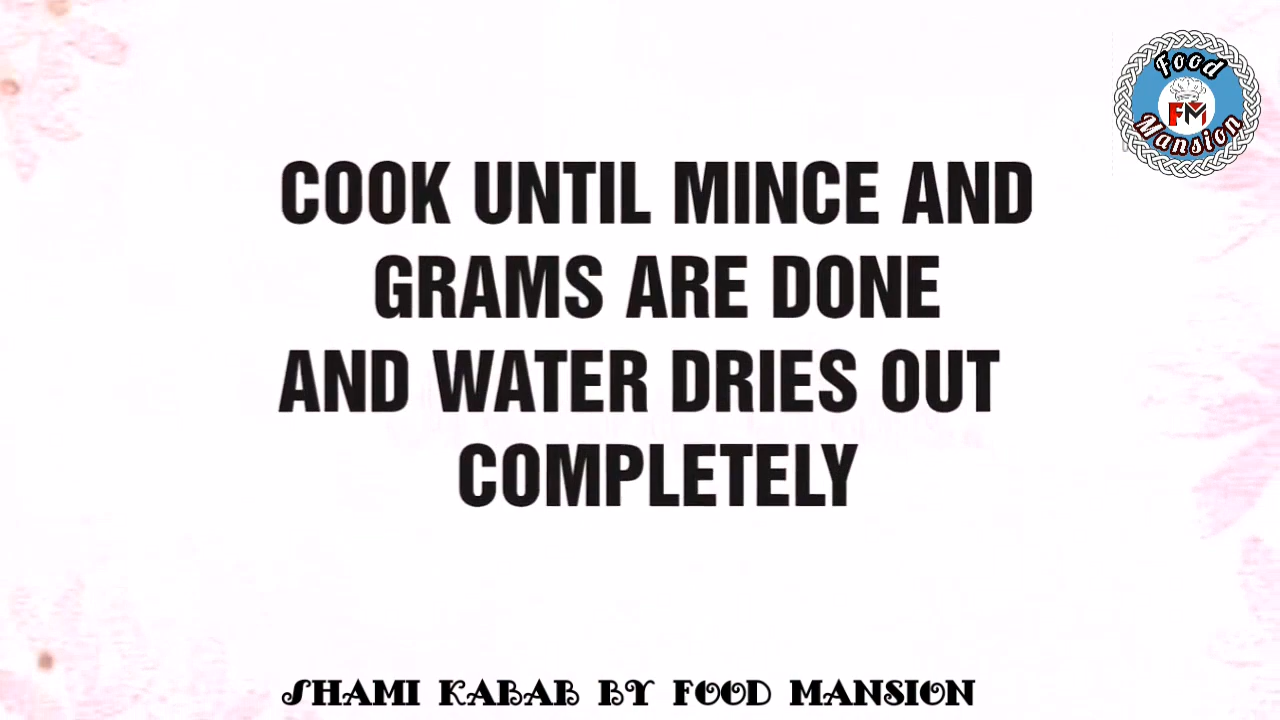 Food
FM
Mansion
COOK UNTIL MINCE AND
GRAMS ARE DONE
AND WATER DRIES OUT
COMPLETELY
SHAMI KABAB BY FOOD MANSION